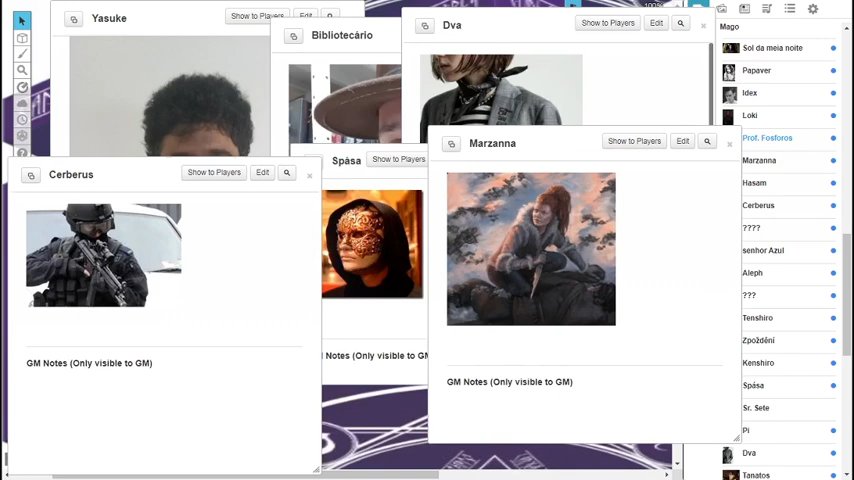 Yasuke
Show to Players
Edit
Bibliotecário
Dva
Show to Players
Edit
100%
Marzanna
Show to Players
Edit
GM Notes (Only visible to GM)
Spåsa
Show to Players
Notes (Only visible to GM
Cerberus
Show to Players
Edit
GM Notes (Only visible to GM)
Mago
Sol da meia noite
Papaver
Idex
Loki
Prof. Fosforos
Marzanna
Hasam
Cerberus
????
senhor Azul
Aleph
???
Tenshiro
Zpoždění
Kenshiro
Spása
Sr. Sete
Pi
Dva
Tanatos